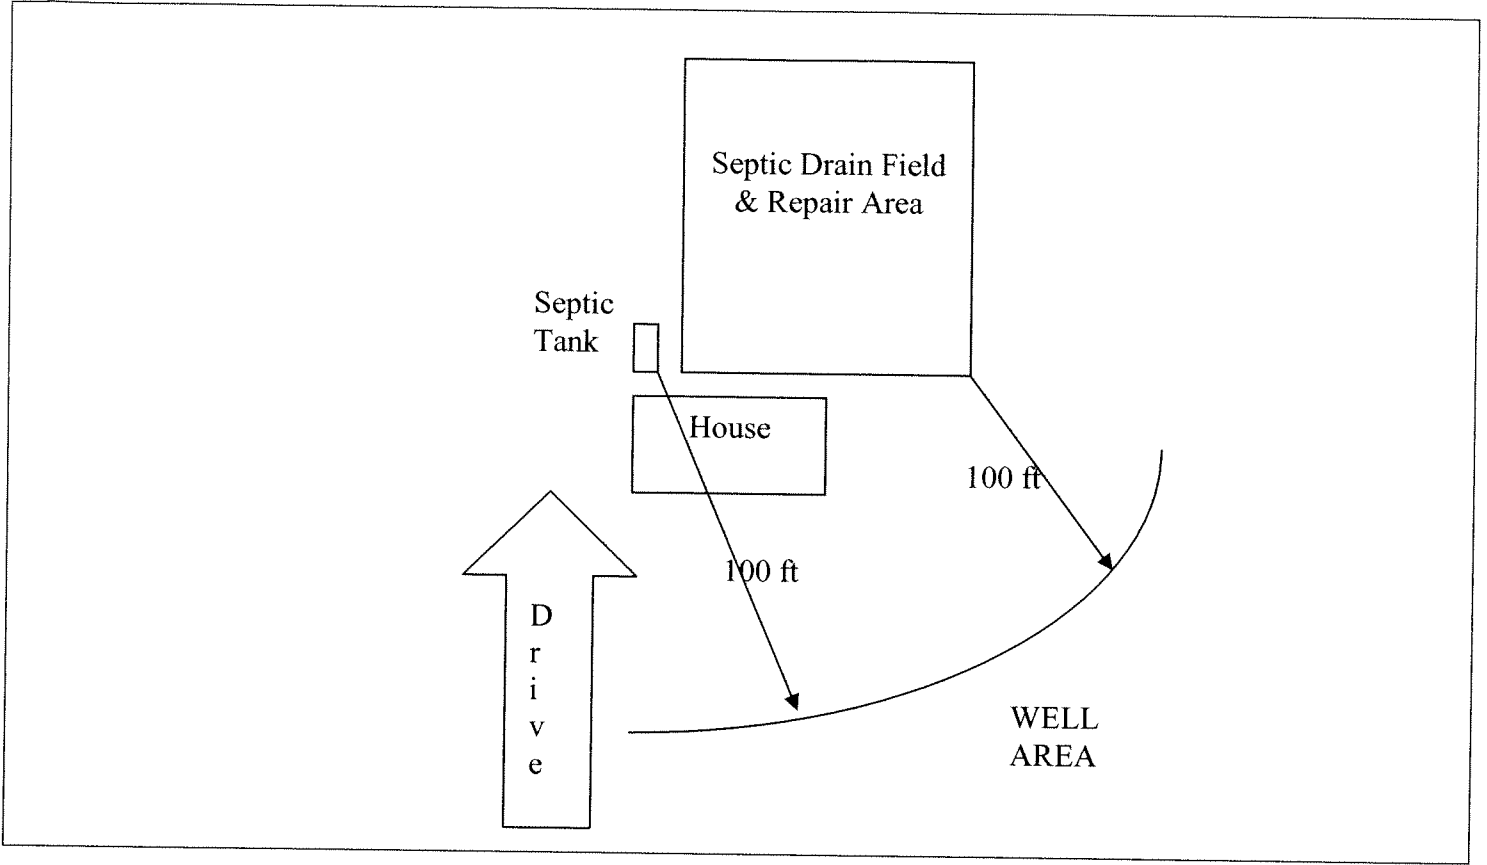 Septic Drain Field
& Repair Area
Septic
Tank
House
100 ft
100 ft
D
r
i
v
e
WELL
AREA